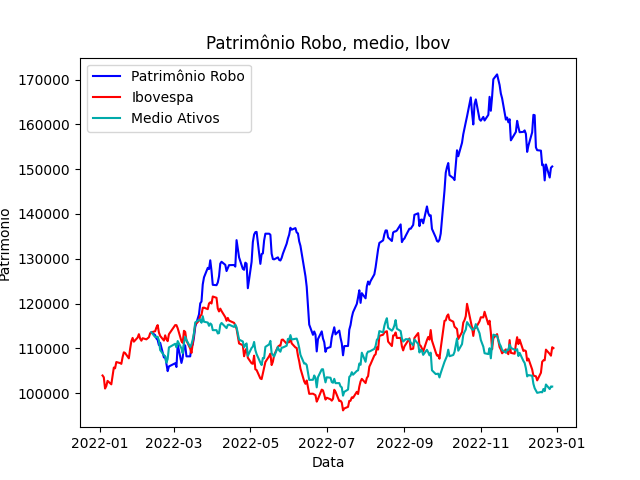 Patrimônio Robo, medio, Ibov
Patrimônio Robo
Ibovespa
Medio Ativos
170000
160000
150000
140000
130000
120000
110000
100000
Patrimonio
2022-01
2022-03
2022-05
2022-07
2022-09
2022-11
2023-01
Data